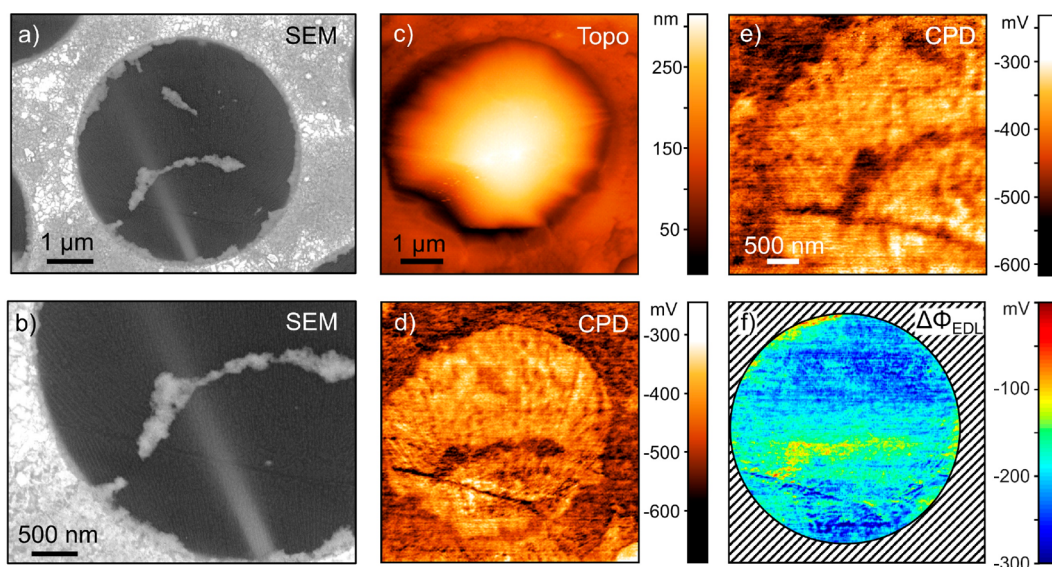 a) SEM
1 μm
c) Topo
1 μm
nm
250
150
50
e) CPD
500 nm
mV
-300
-400
-500
-600
b) SEM
500 nm
d) CPD
mV
-300
-400
-500
-600
f) ΔΦEDL
mV
-100
-200
-300